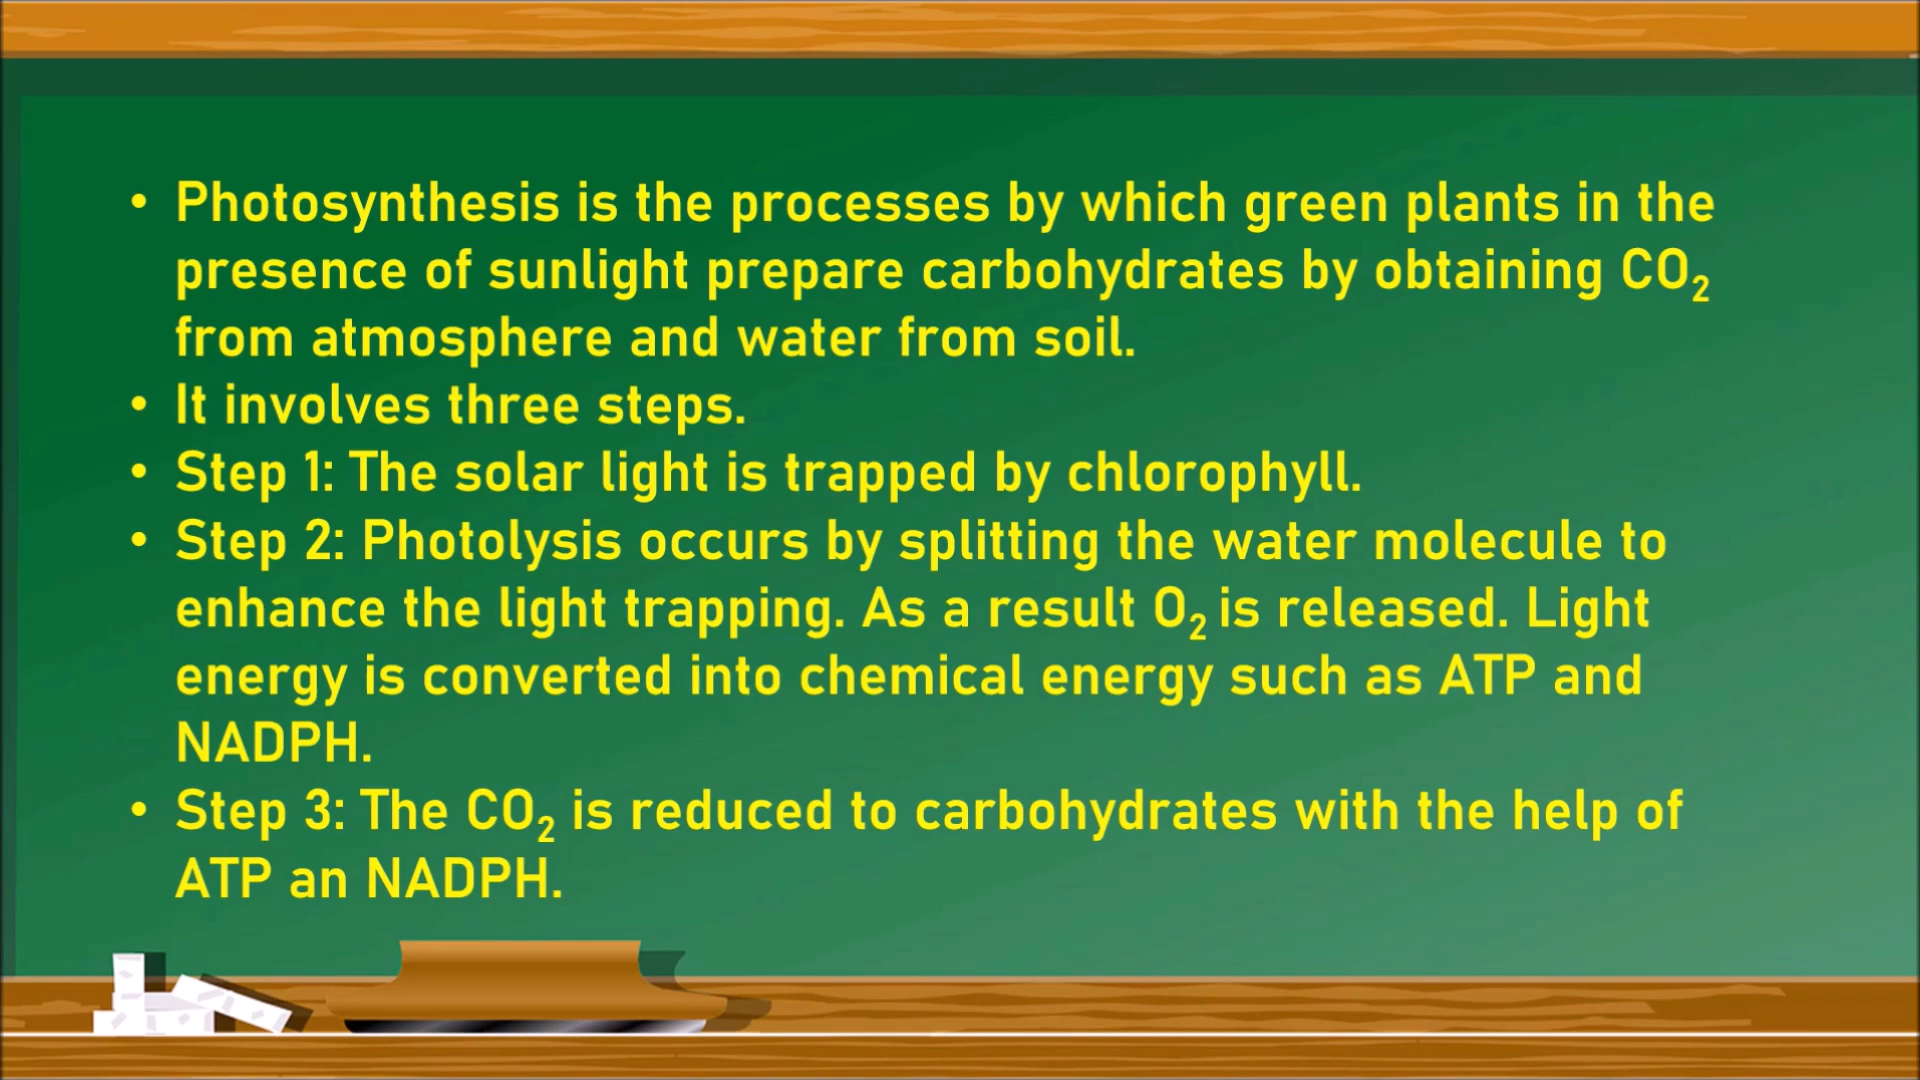 • Photosynthesis is the processes by which green plants in the
presence of sunlight prepare carbohydrates by obtaining CO₂
from atmosphere and water from soil.
• It involves three steps.
• Step 1: The solar light is trapped by chlorophyll.
• Step 2: Photolysis occurs by splitting the water molecule to
enhance the light trapping. As a result O₂ is released. Light
energy is converted into chemical energy such as ATP and
NADPH.
• Step 3: The CO₂ is reduced to carbohydrates with the help of
ATP an NADPH.